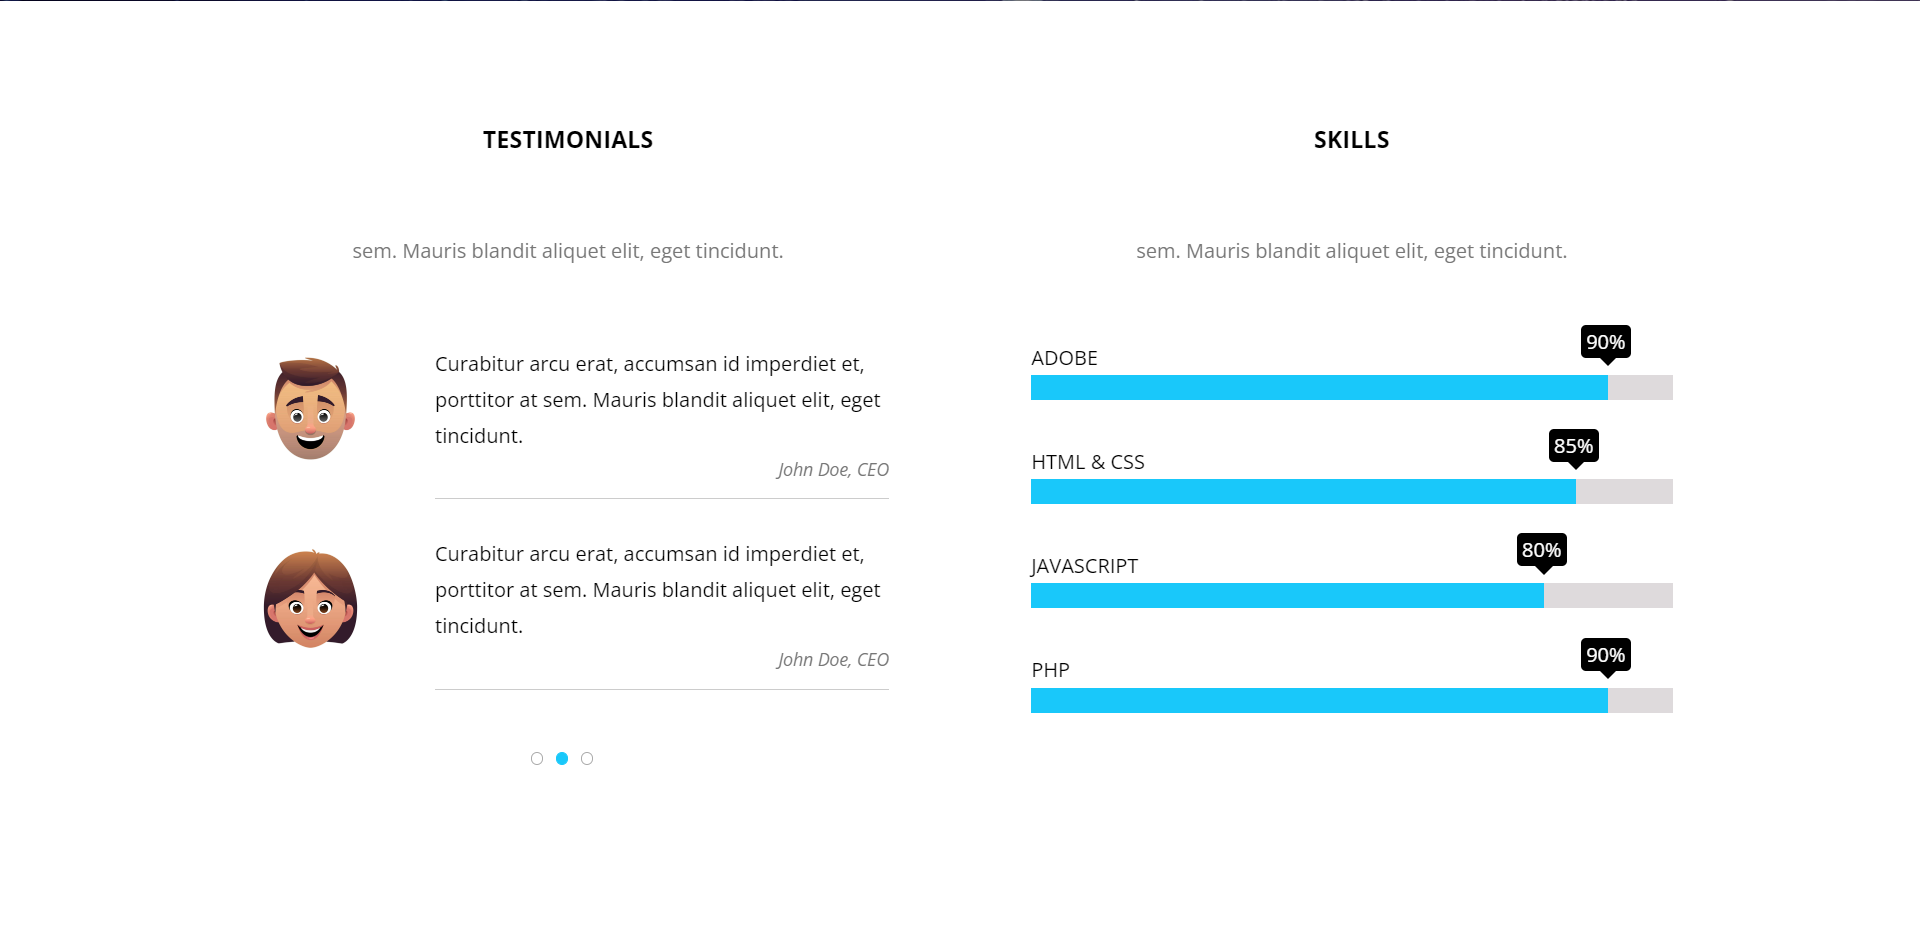 TESTIMONIALS
sem. Mauris blandit aliquet elit, eget tincidunt.
Curabitur arcu erat, accumsan id imperdiet et,
porttitor at sem. Mauris blandit aliquet elit, eget
tincidunt.
John Doe, CEO
Curabitur arcu erat, accumsan id imperdiet et,
porttitor at sem. Mauris blandit aliquet elit, eget
tincidunt.
John Doe, CEO
SKILLS
sem. Mauris blandit aliquet elit, eget tincidunt.
90%
ADOBE
85%
HTML & CSS
80%
JAVASCRIPT
90%
PHP